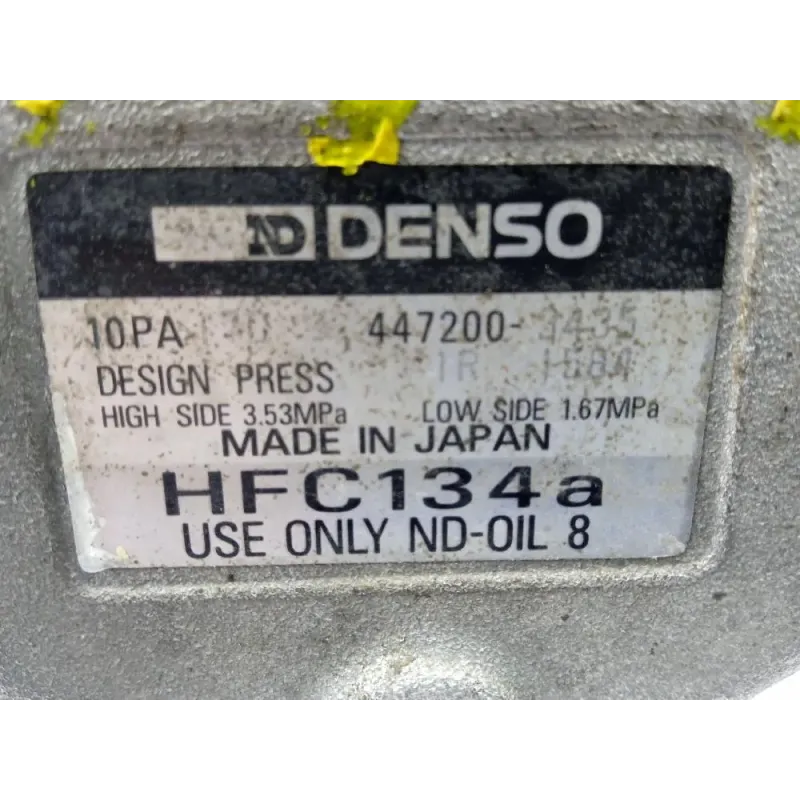 ND DENSO
10PA 447200-
DESIGN PRESS
HIGH SIDE 3.53MPa LOW SIDE 1.67MPa
MADE IN JAPAN
HFC134a
USE ONLY ND-OIL 8